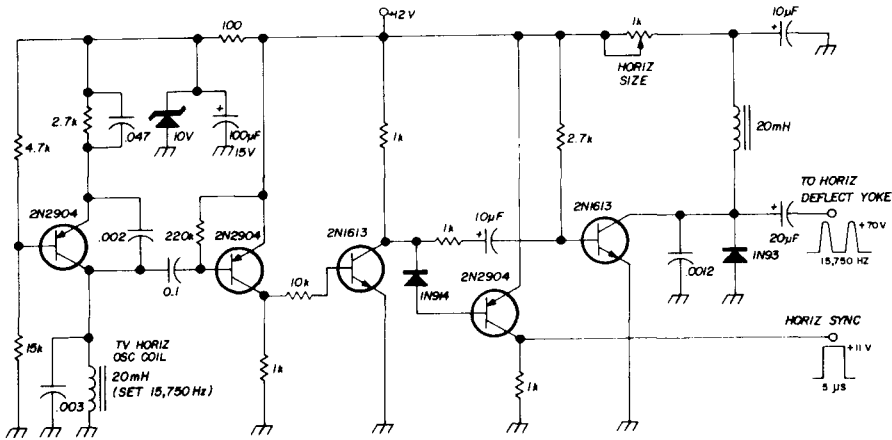 +12V
100
1k
HORIZ
SIZE
10µF
+
2.7k
.047
10V
+
100µF
15V
4.7k
1k
2.7k
20mH
TO HORIZ
DEFLECT YOKE
2N2904
.002
220k
2N2904
2N1613
1k
10µF
+
2N1613
+
20µF
+70V
15,750 HZ
0.1
10k
1N914
2N2904
.0012
1N93
15k
TV HORIZ
OSC COIL
20mH
(SET 15,750 Hz)
.003
1k
1k
HORIZ SYNC
+11V
5 µS